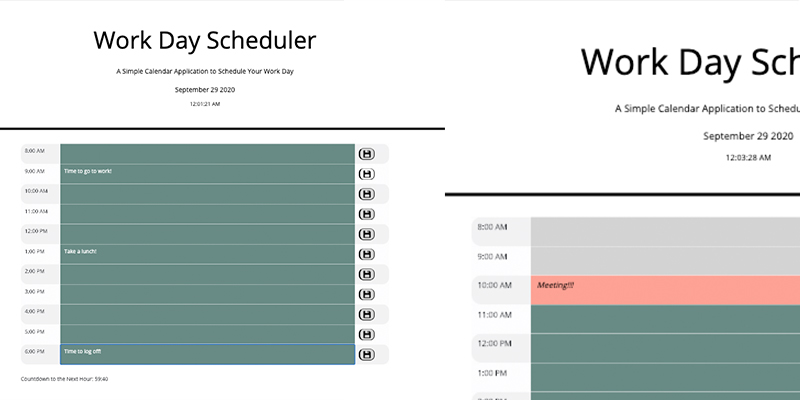 Work Day Scheduler
A Simple Calendar Application to Schedule Your Work Day
September 29 2020
12:01:21 AM
8:00 AM
9:00 AM Time to go to work!
10:00 AM
11:00 AM
12:00 PM
1:00 PM Take a lunch!
2:00 PM
3:00 PM
4:00 PM
5:00 PM
6:00 PM Time to log off!
Countdown to the Next Hour: 59:40
Work Day Sch
A Simple Calendar Application to Schedu
September 29 2020
12:03:28 AM
8:00 AM
9:00 AM
10:00 AM Meeting!!!
11:00 AM
12:00 PM
1:00 PM